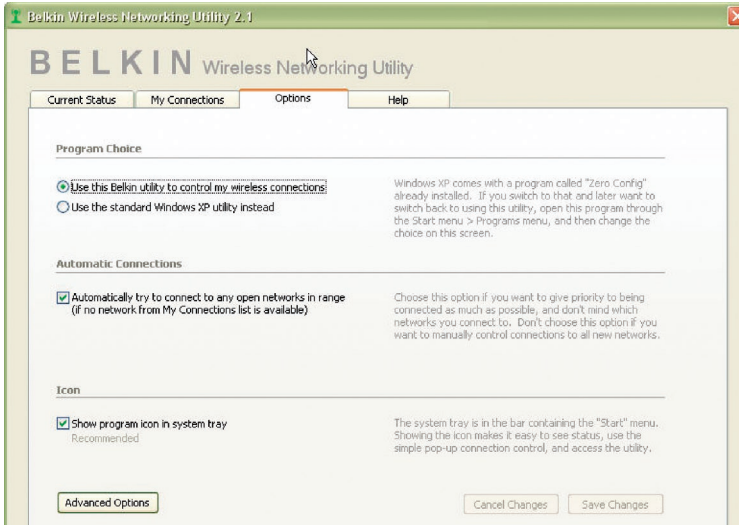 Belkin Wireless Networking Utility 2.1
BELKIN Wireless Networking Utility
Current Status
My Connections
Options
Help
Program Choice
Use this Belkin utility to control my wireless connections
Use the standard Windows XP utility instead
Windows XP comes with a program called "Zero Config"
already installed. If you switch to that and later want to
switch back to using this utility, open this program through
the Start menu > Programs menu, and then change the
choice on this screen.
Automatic Connections
Automatically try to connect to any open networks in range
(if no network from My Connections list is available)
Choose this option if you want to give priority to being
connected as much as possible, and don't mind which
networks you connect to. Don't choose this option if you
want to manually control connections to all new networks.
Icon
Show program icon in system tray
Recommended
The system tray is in the bar containing the "Start" menu.
Showing the icon makes it easy to see status, use the
simple pop-up connection control, and access the utility.
Advanced Options
Cancel Changes
Save Changes